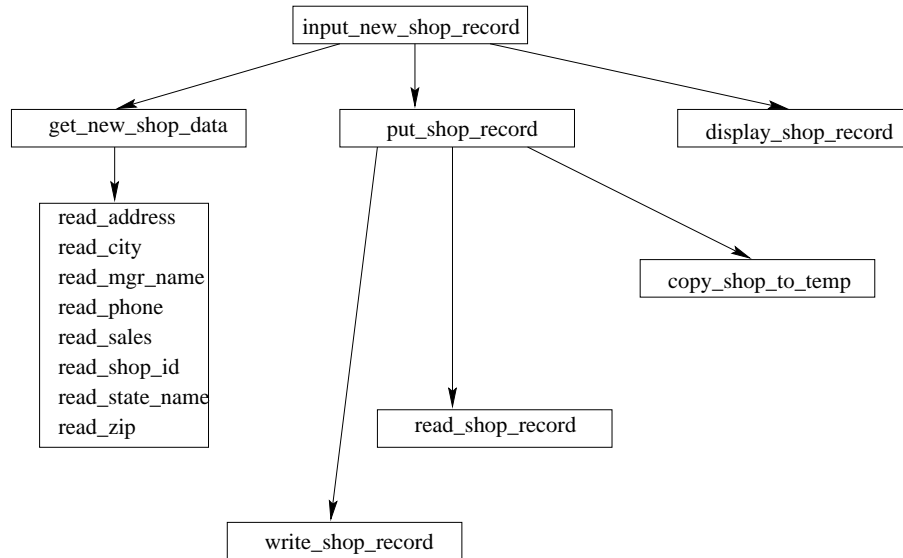 input_new_shop_record
get_new_shop_data
put_shop_record
display_shop_record
read_address
read_city
read_mgr_name
read_phone
read_sales
read_shop_id
read_state_name
read_zip
copy_shop_to_temp
read_shop_record
write_shop_record